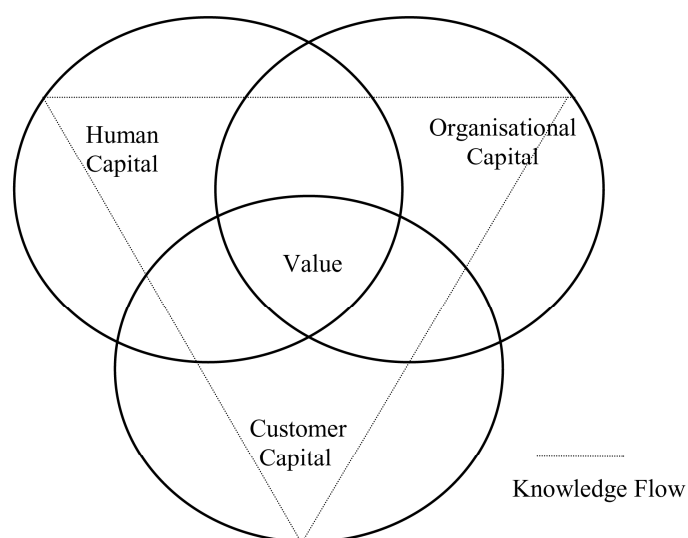 Human
Capital
Organisational
Capital
Value
Customer
Capital
Knowledge Flow